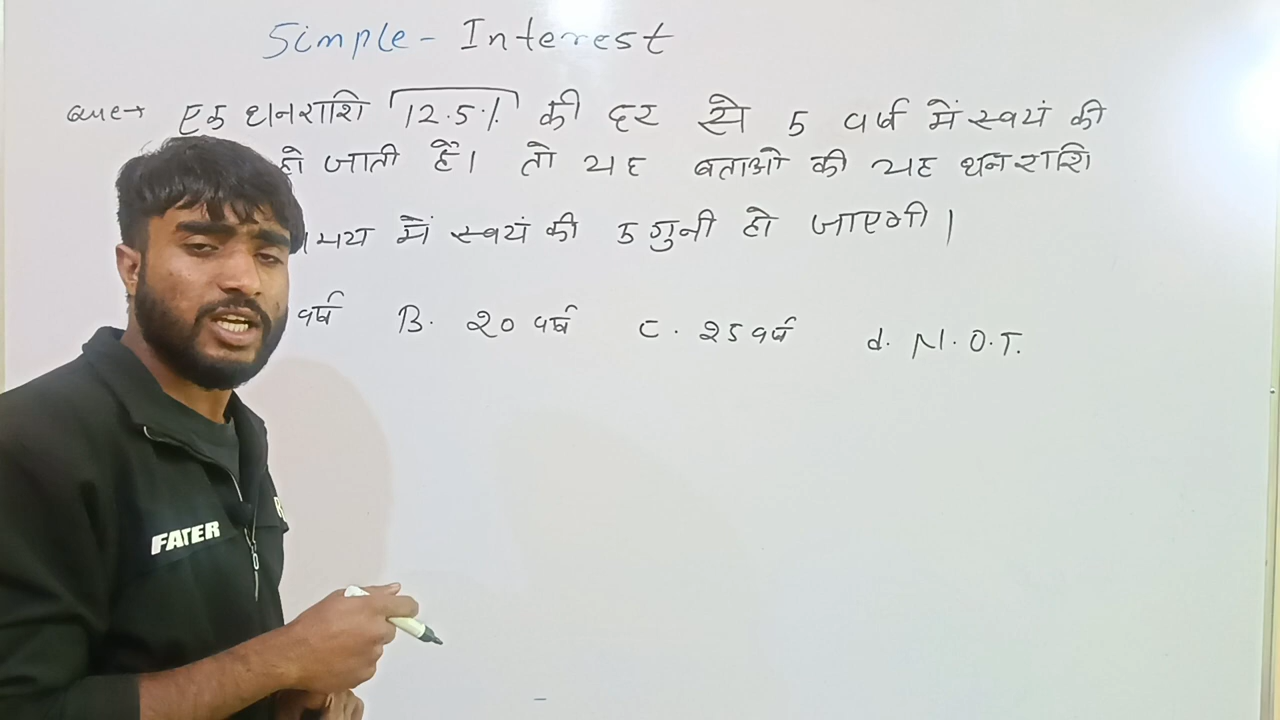 Simple - Interest
Que→ एक धनराशि 12.5% की दर से 5 वर्ष में स्वयं की
हो जाती हैं। तो यह बताओ की यह धनराशि
में स्वयं की 5 गुनी हो जाएगी।
वर्ष B. 20 वर्ष C. 25 वर्ष d. N.O.T.
FATER